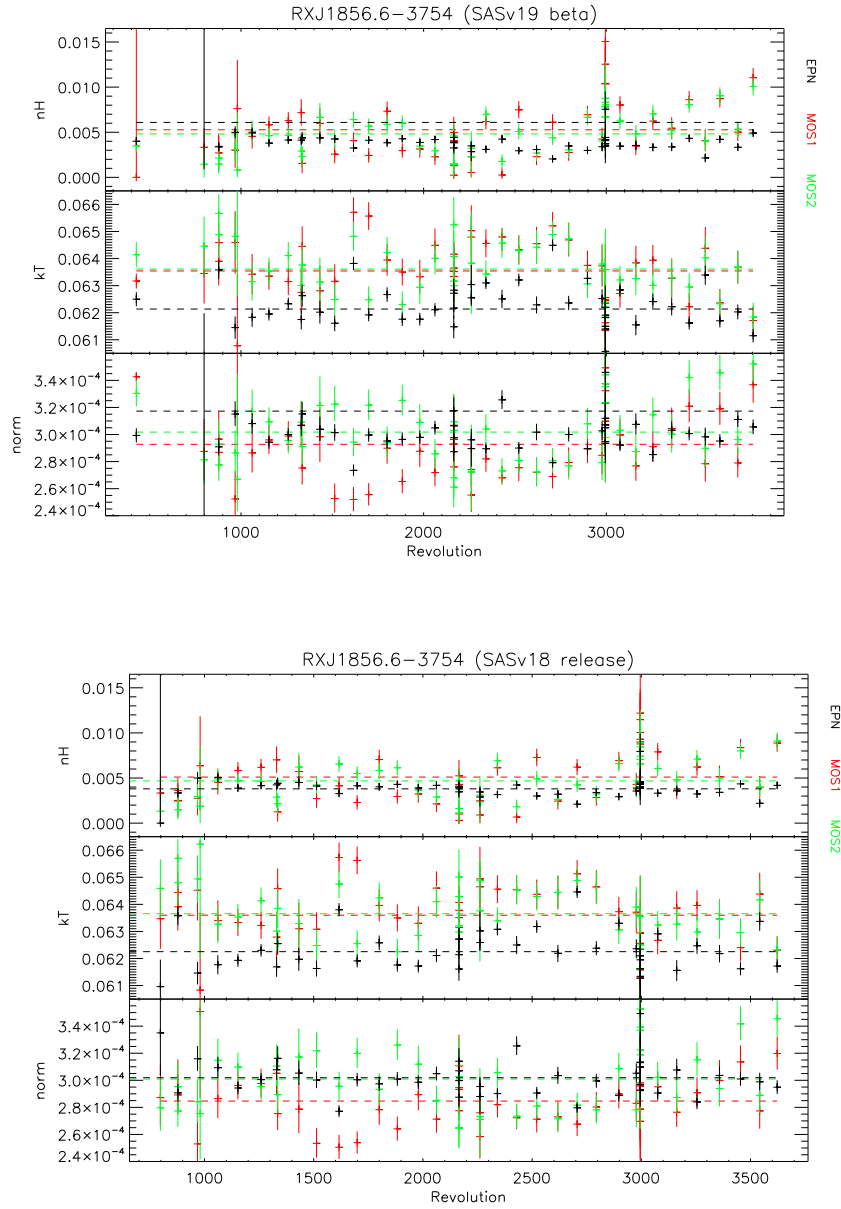 RXJ1856.6−3754 (SASv19 beta)
0.015
0.010
0.005
0.000
nH
EPN
MOS1
MOS2
0.066
0.065
0.064
0.063
0.062
0.061
kT
3.4×10⁻⁴
3.2×10⁻⁴
3.0×10⁻⁴
2.8×10⁻⁴
2.6×10⁻⁴
2.4×10⁻⁴
norm
1000 2000 3000
Revolution
RXJ1856.6−3754 (SASv18 release)
0.015
0.010
0.005
0.000
nH
EPN
MOS1
MOS2
0.066
0.065
0.064
0.063
0.062
0.061
kT
3.4×10⁻⁴
3.2×10⁻⁴
3.0×10⁻⁴
2.8×10⁻⁴
2.6×10⁻⁴
2.4×10⁻⁴
norm
1000 1500 2000 2500 3000 3500
Revolution